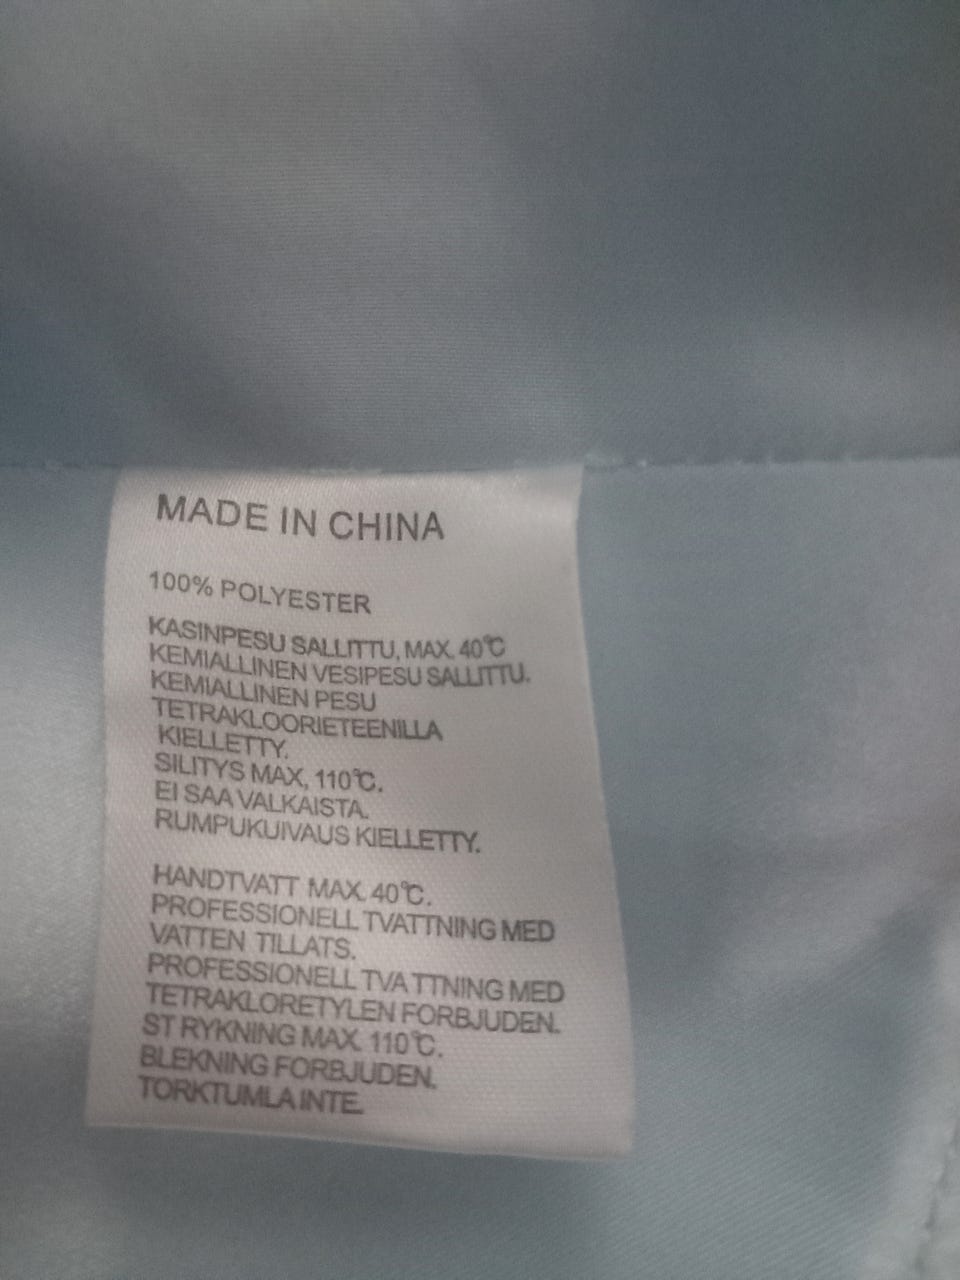 MADE IN CHINA
100% POLYESTER
KASINPESU SALLITTU, MAX. 40℃
KEMIALLINEN VESIPESU SALLITTU.
KEMIALLINEN PESU
TETRAKLOORIETEENILLA
KIELLETTY.
SILITYS MAX, 110℃.
EI SAA VALKAISTA.
RUMPUKUIVAUS KIELLETTY.
HANDTVATT MAX. 40℃.
PROFESSIONELL TVATTNING MED
VATTEN TILLATS.
PROFESSIONELL TVA TTNING MED
TETRAKLORETYLEN FORBJUDEN.
ST RYKNING MAX. 110℃.
BLEKNING FORBJUDEN.
TORKTUMLA INTE.